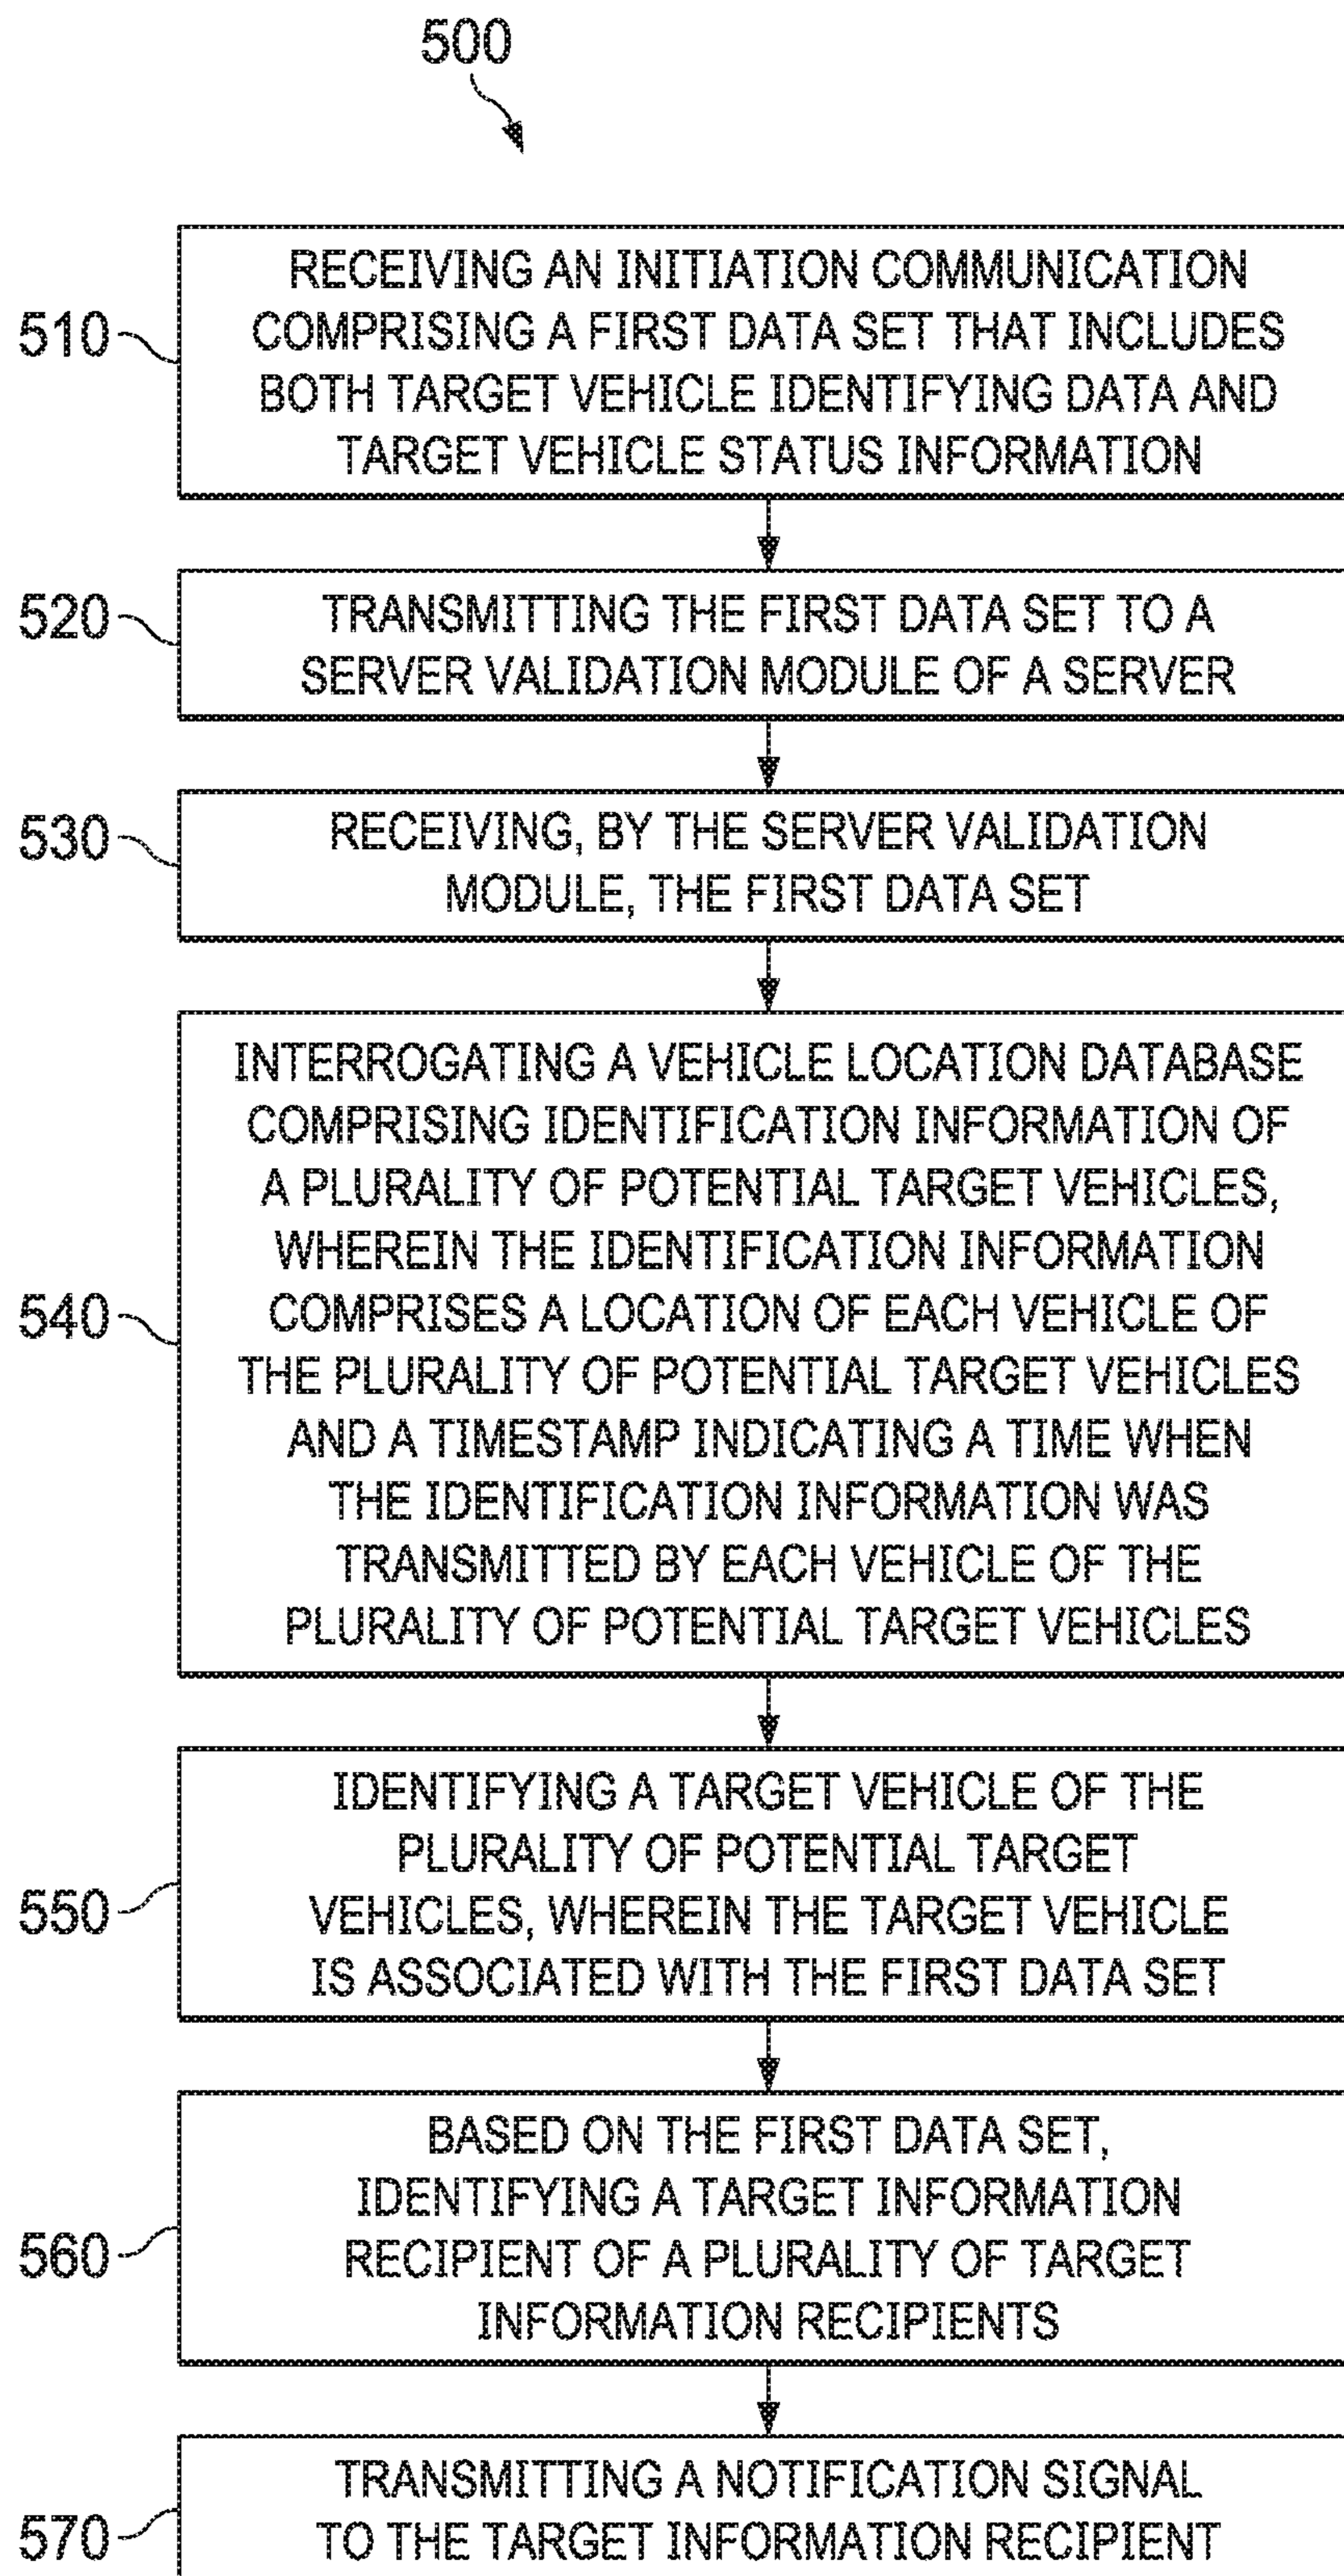 500
510
RECEIVING AN INITIATION COMMUNICATION
COMPRISING A FIRST DATA SET THAT INCLUDES
BOTH TARGET VEHICLE IDENTIFYING DATA AND
TARGET VEHICLE STATUS INFORMATION
520
TRANSMITTING THE FIRST DATA SET TO A
SERVER VALIDATION MODULE OF A SERVER
530
RECEIVING, BY THE SERVER VALIDATION
MODULE, THE FIRST DATA SET
540
INTERROGATING A VEHICLE LOCATION DATABASE
COMPRISING IDENTIFICATION INFORMATION OF
A PLURALITY OF POTENTIAL TARGET VEHICLES,
WHEREIN THE IDENTIFICATION INFORMATION
COMPRISES A LOCATION OF EACH VEHICLE OF
THE PLURALITY OF POTENTIAL TARGET VEHICLES
AND A TIMESTAMP INDICATING A TIME WHEN
THE IDENTIFICATION INFORMATION WAS
TRANSMITTED BY EACH VEHICLE OF THE
PLURALITY OF POTENTIAL TARGET VEHICLES
550
IDENTIFYING A TARGET VEHICLE OF THE
PLURALITY OF POTENTIAL TARGET
VEHICLES, WHEREIN THE TARGET VEHICLE
IS ASSOCIATED WITH THE FIRST DATA SET
560
BASED ON THE FIRST DATA SET,
IDENTIFYING A TARGET INFORMATION
RECIPIENT OF A PLURALITY OF TARGET
INFORMATION RECIPIENTS
570
TRANSMITTING A NOTIFICATION SIGNAL
TO THE TARGET INFORMATION RECIPIENT